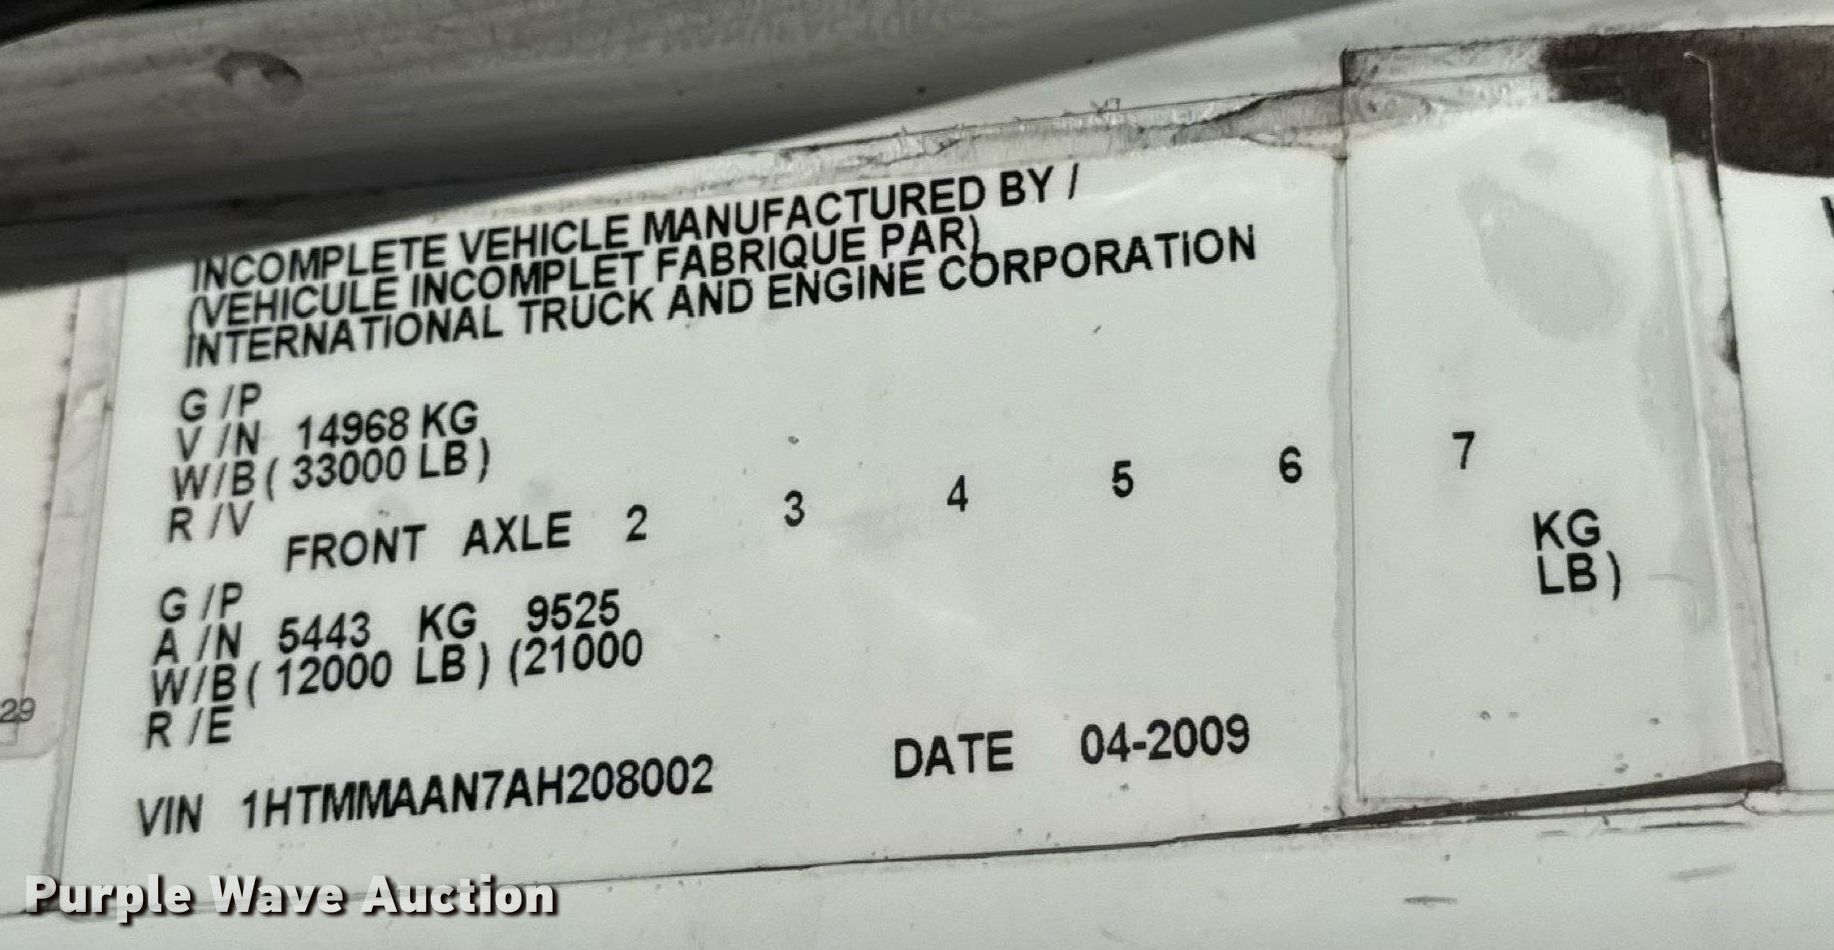 INCOMPLETE VEHICLE MANUFACTURED BY /
(VEHICULE INCOMPLET FABRIQUE PAR)
INTERNATIONAL TRUCK AND ENGINE CORPORATION
G /P
V /N 14968 KG
W/B ( 33000 LB )
R /V
FRONT AXLE 2 3 4 5 6 7
G /P
A /N 5443 KG 9525 KG
W/B ( 12000 LB ) (21000 LB )
R /E
VIN 1HTMMAAN7AH208002 DATE 04-2009
29
Purple Wave Auction